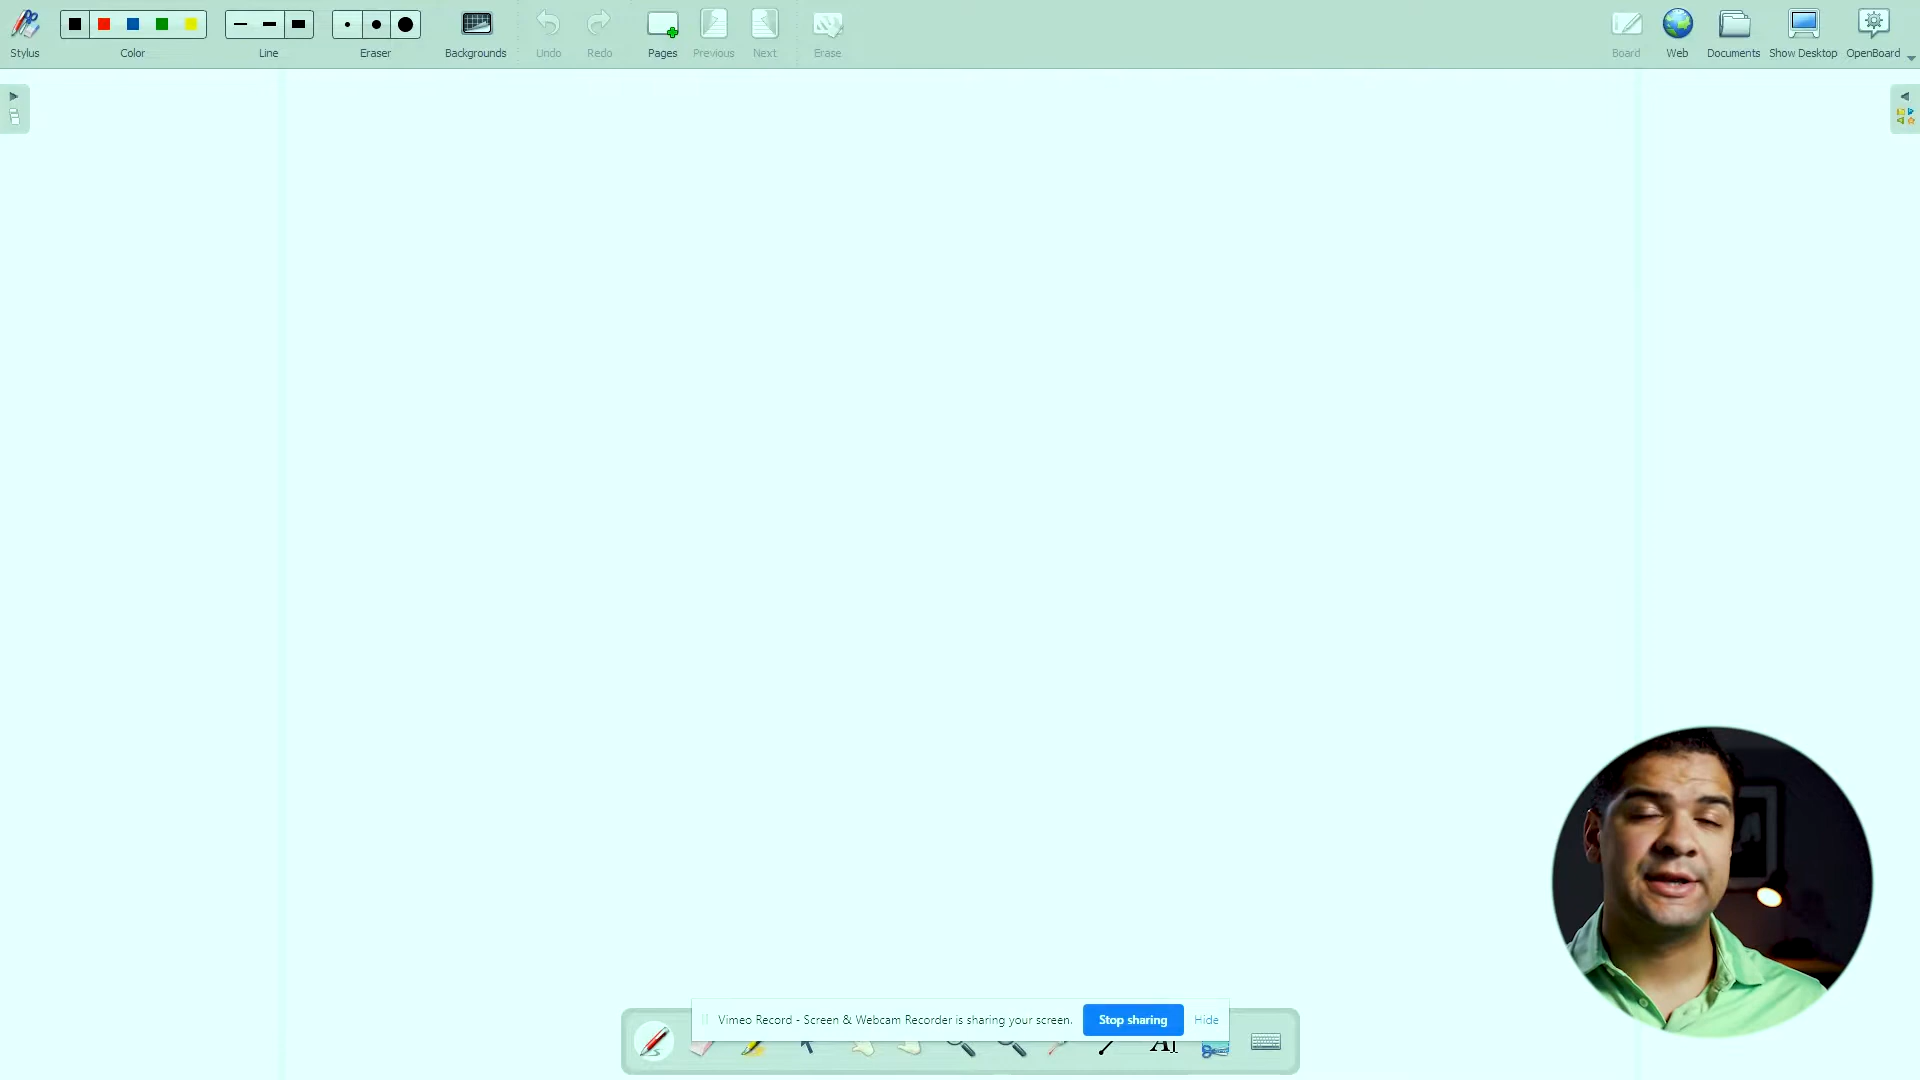 Stylus
Color
Line
Eraser
Backgrounds
Undo
Redo
Pages
Previous
Next
Erase
Board
Web
Documents
Show Desktop
OpenBoard
Vimeo Record - Screen & Webcam Recorder is sharing your screen.
Stop sharing
Hide